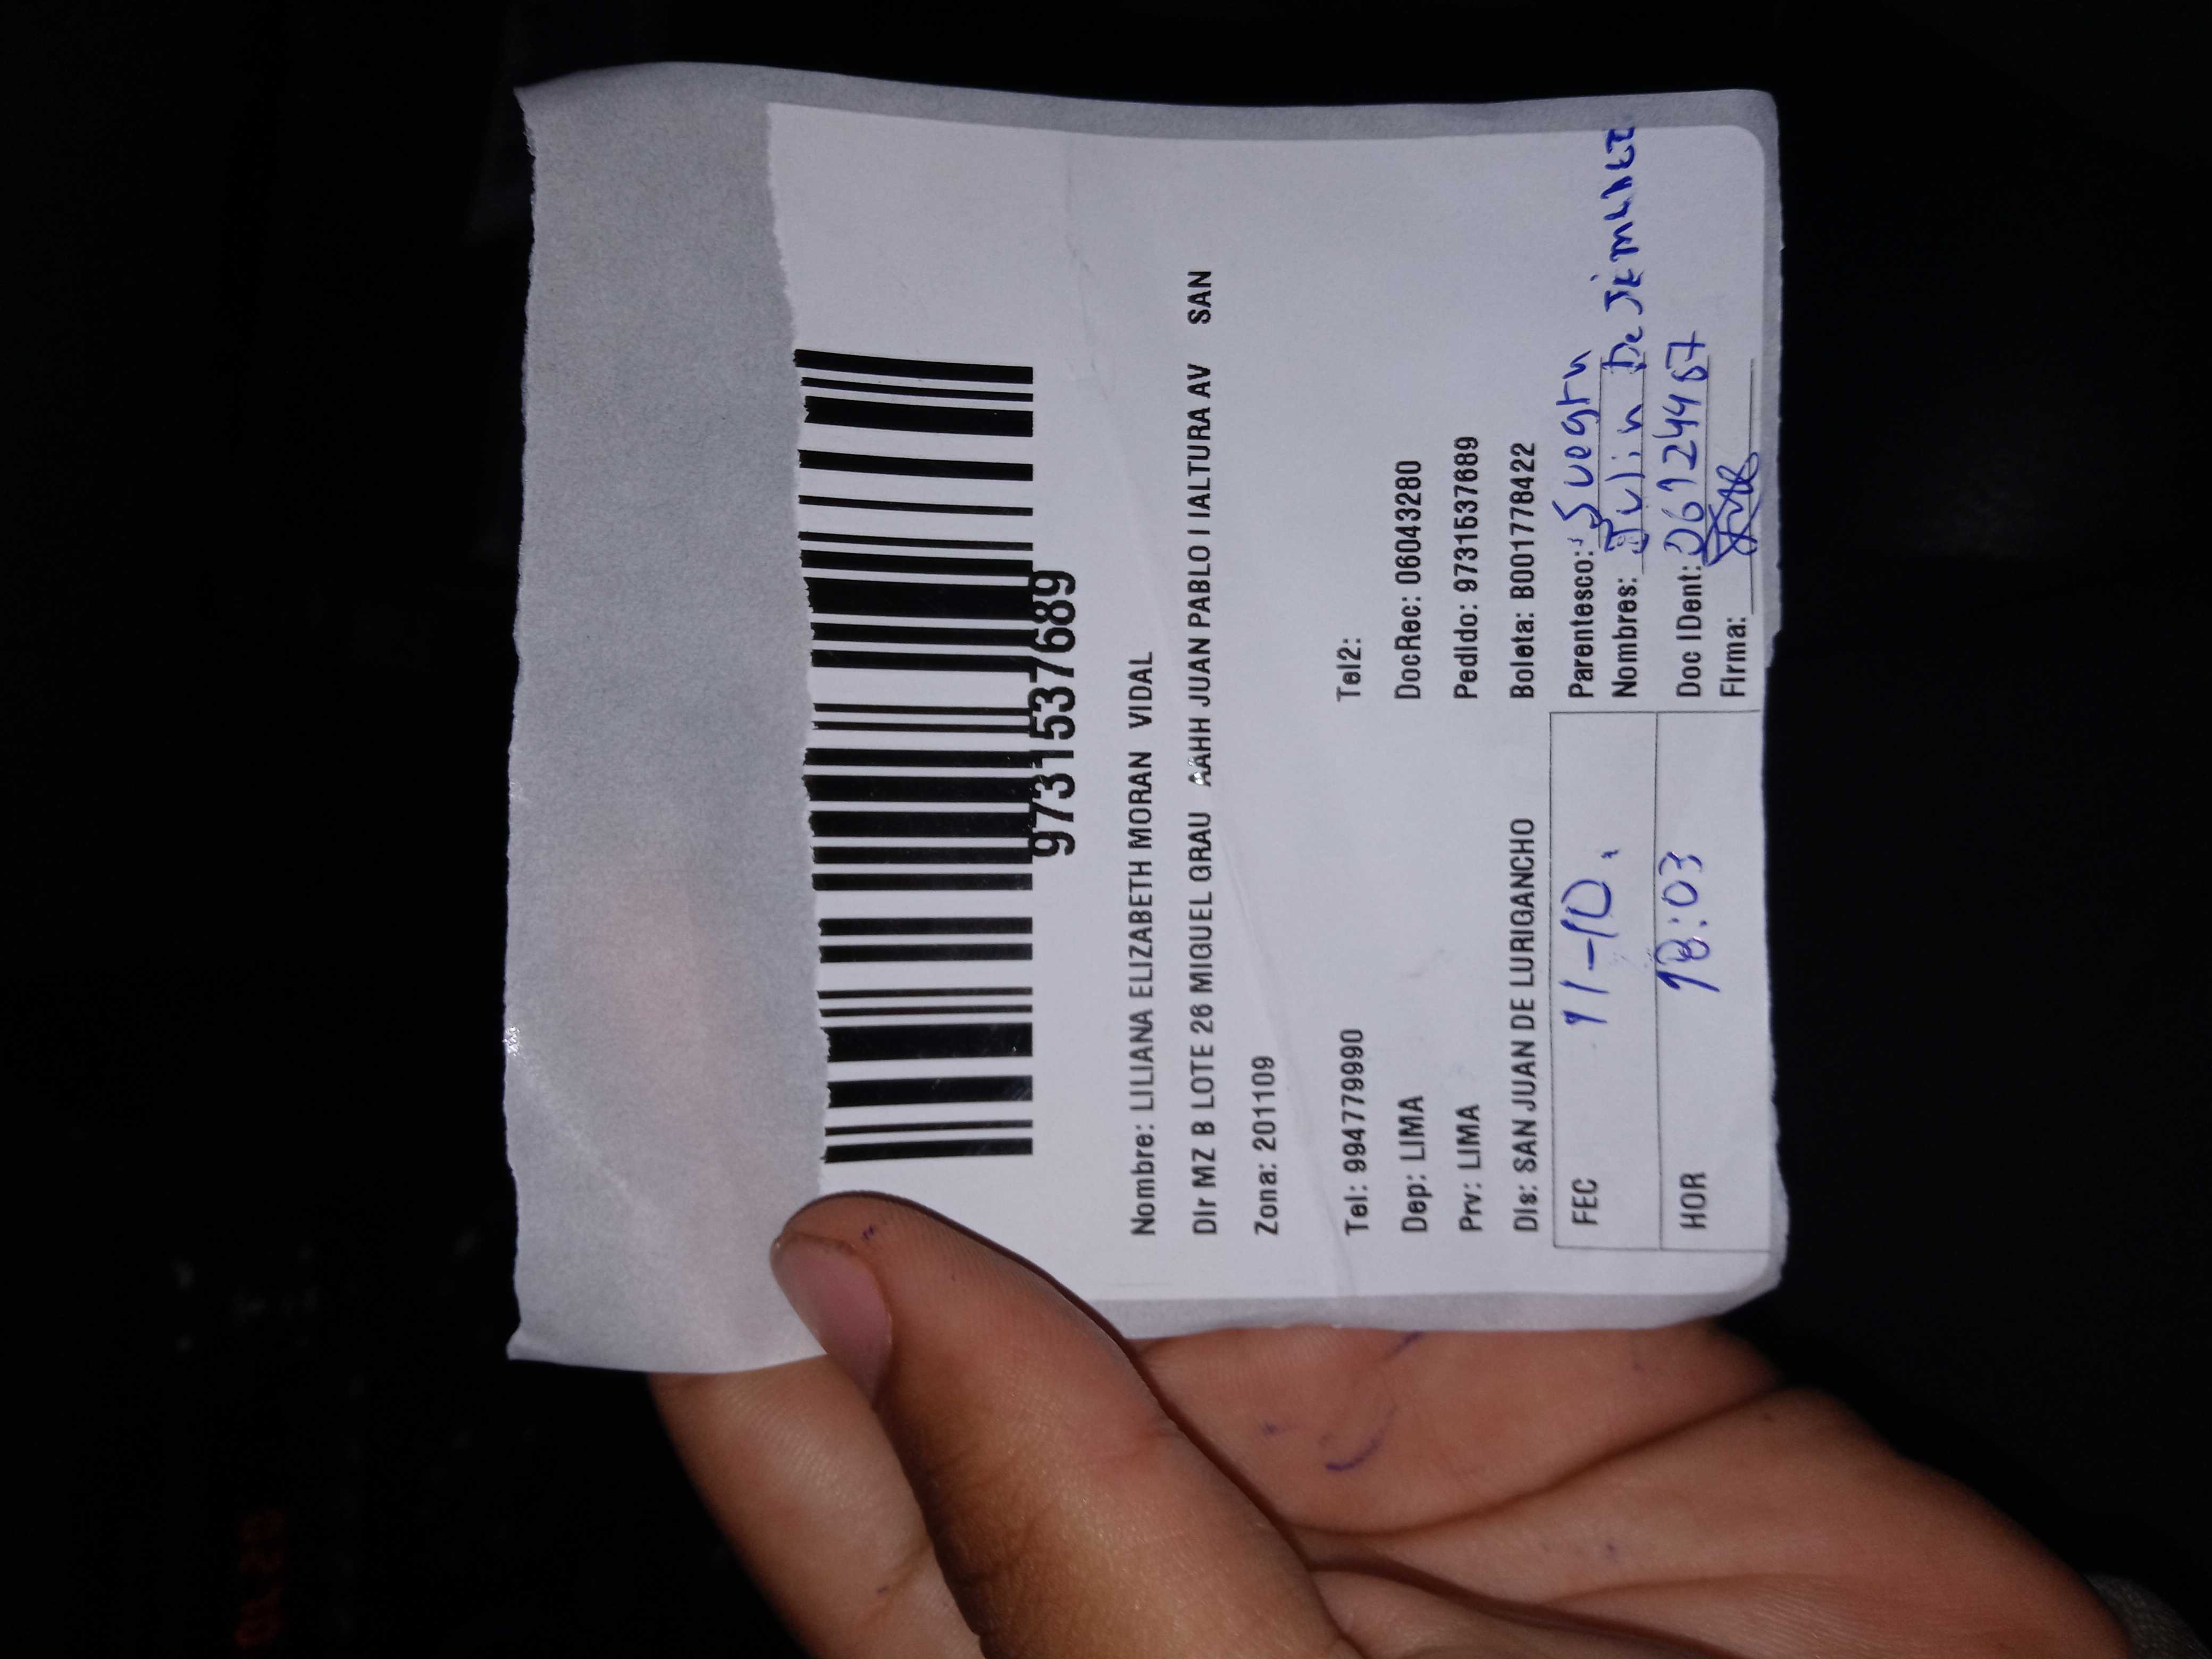 9731537689
Nombre: LILIANA ELIZABETH MORAN VIDAL
DIr MZ B LOTE 26 MIGUEL GRAU AAHH JUAN PABLO I IALTURA AV SAN
Zona: 201109
Tel: 994779990 Tel2:
Dep: LIMA DocRec: 06043280
Prv: LIMA PedIdo: 9731537689
DIs: SAN JUAN DE LURIGANCHO Boleta: B001778422
FEC 11-10. Parentesco: Suegra
Nombres: Julia De
HOR 18:03 Doc IDent:
FIrma: